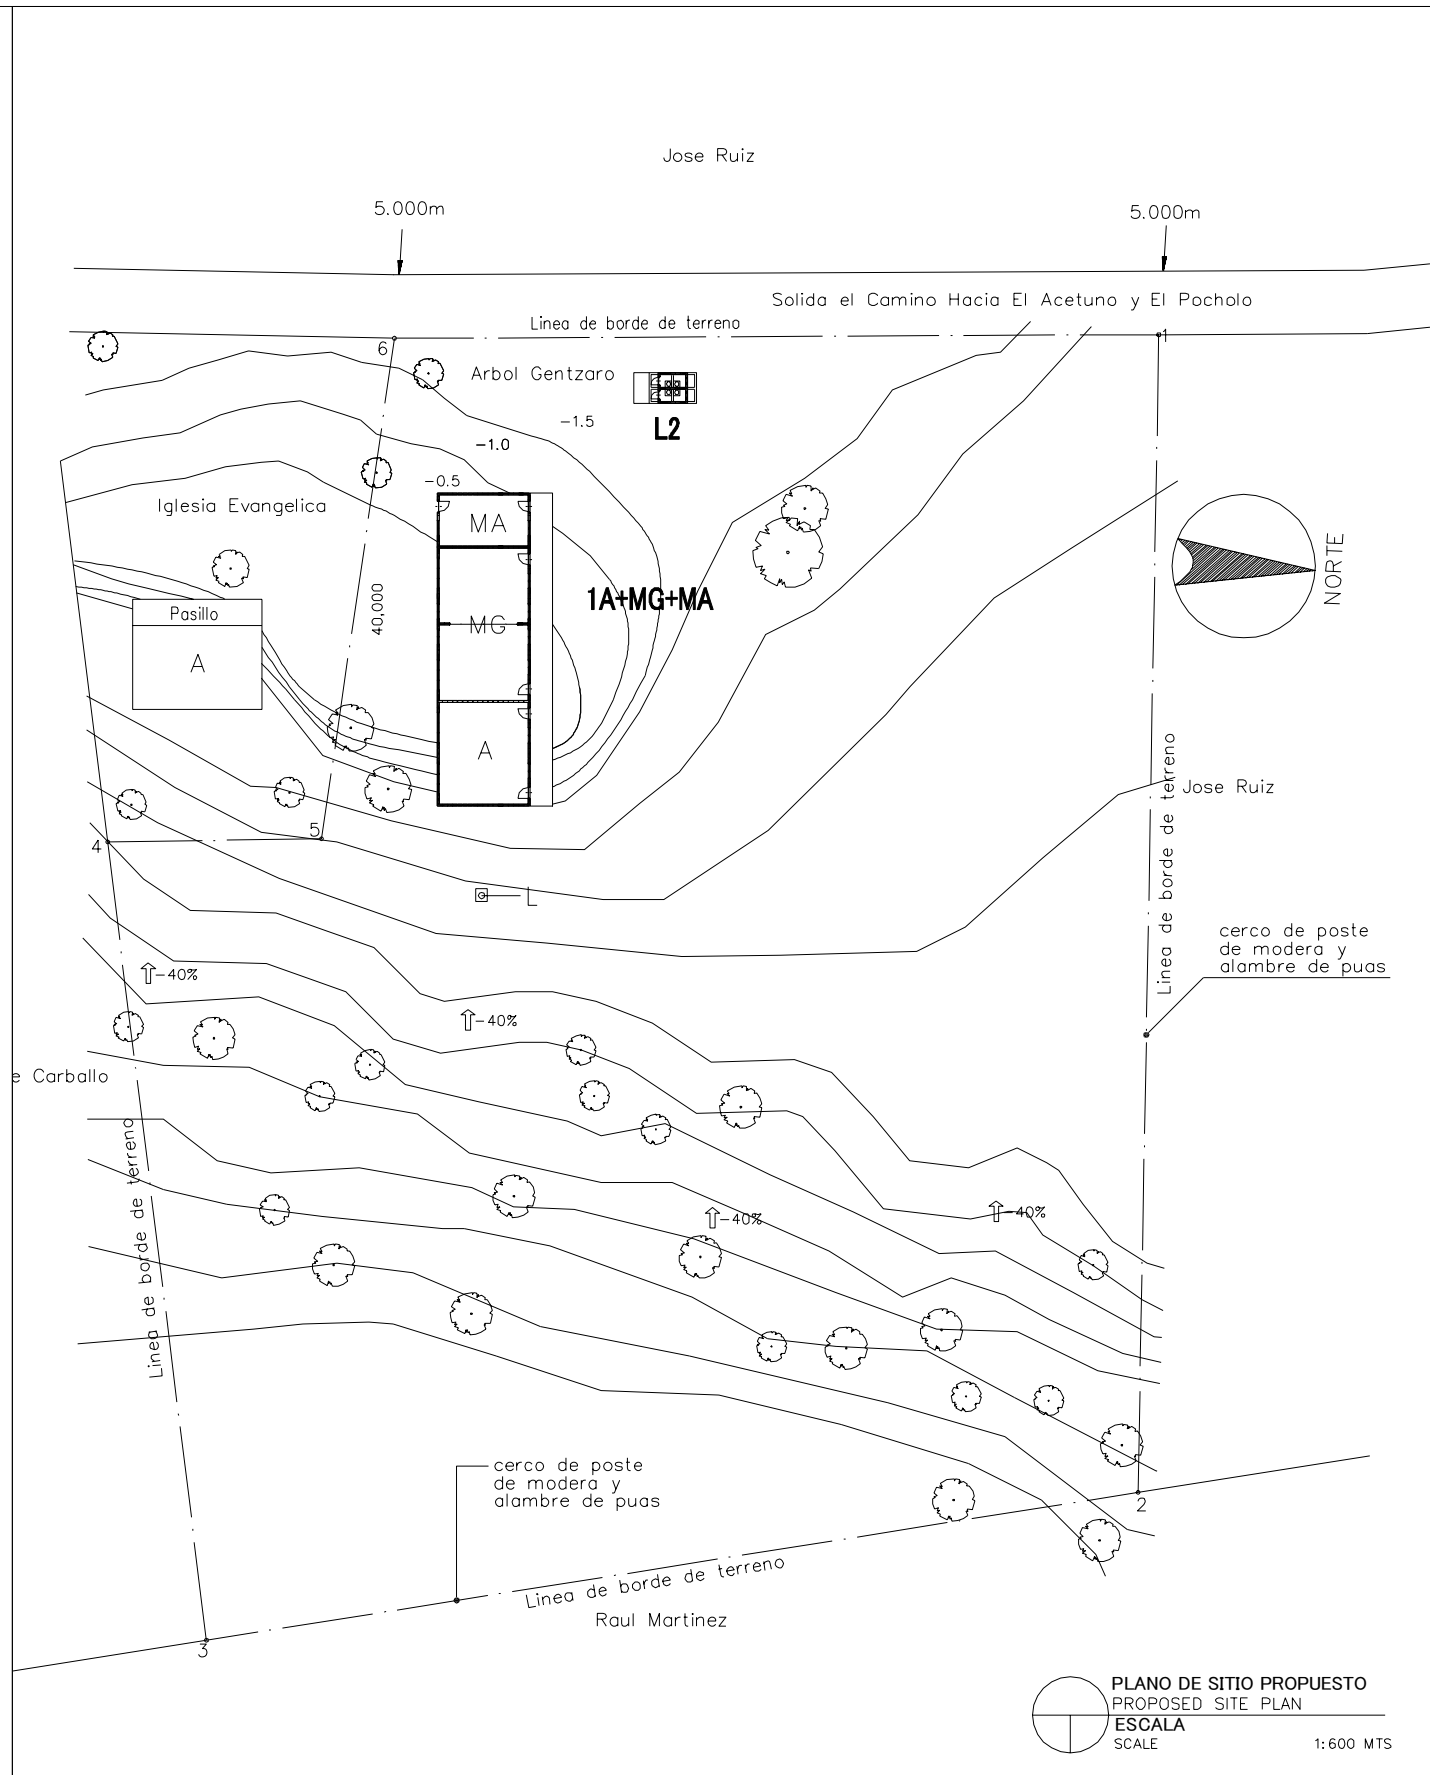 Jose Ruiz
5.000m
5.000m
Solida el Camino Hacia El Acetuno y El Pocholo
Linea de borde de terreno
6
1
Arbol Gentzaro
L2
-1.5
-1.0
-0.5
Iglesia Evangelica
MA
NORTE
40,000
1A+MG+MA
Pasillo
MG
A
A
Linea de borde de terreno
Jose Ruiz
5
4
L
cerco de poste
de modera y
alambre de puas
-40%
-40%
e Carballo
Linea de borde de terreno
-40%
-40%
cerco de poste
de modera y
alambre de puas
2
Linea de borde de terreno
Raul Martinez
3
PLANO DE SITIO PROPUESTO
PROPOSED SITE PLAN
ESCALA
SCALE 1:600 MTS